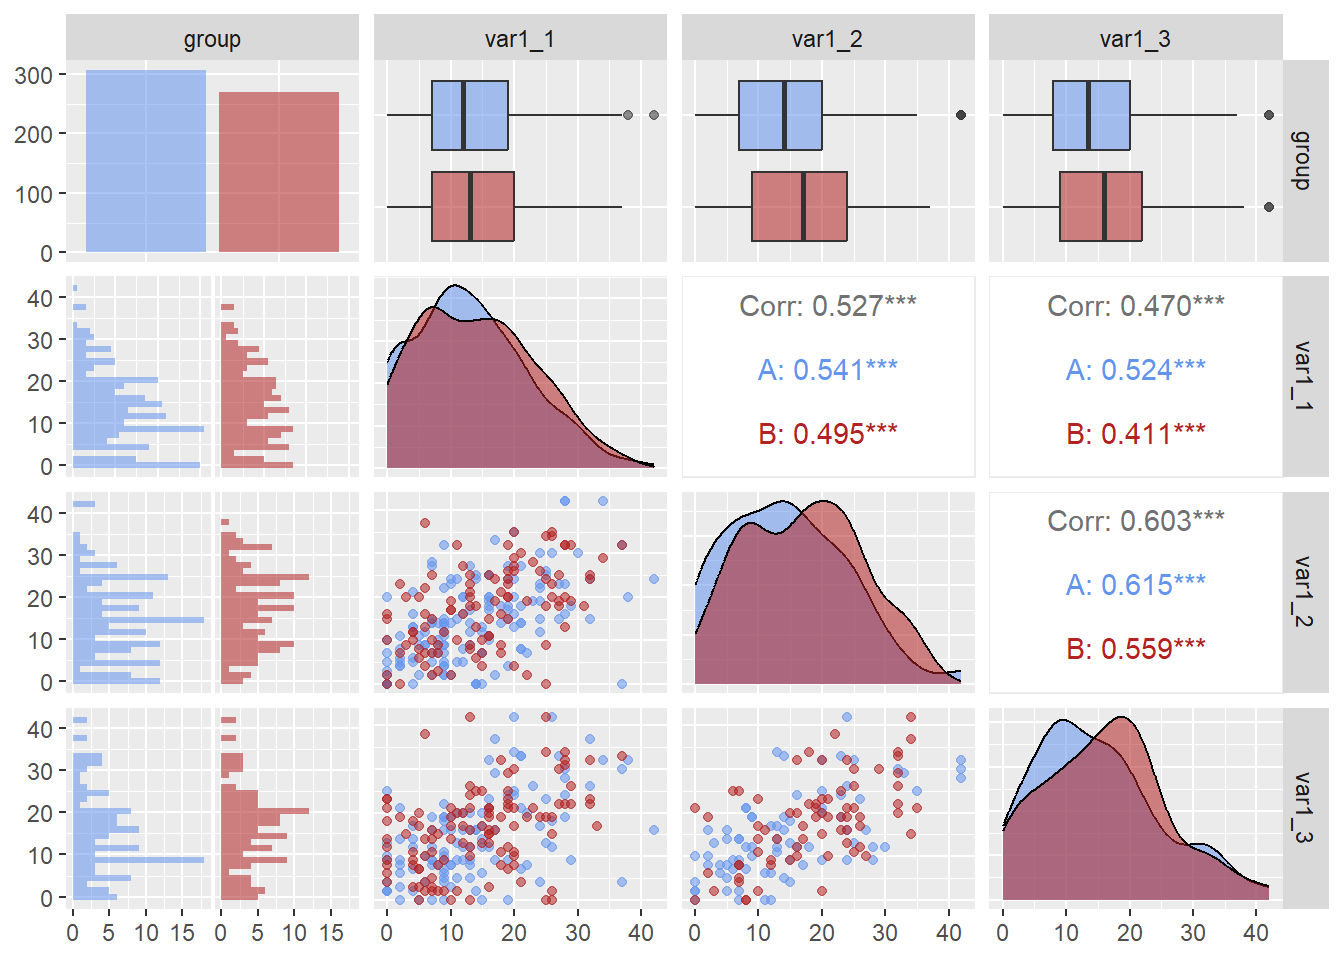 group var1_1 var1_2 var1_3
300
200
100
0
group
40
30
20
10
0
Corr: 0.527***
A: 0.541***
B: 0.495***
Corr: 0.470***
A: 0.524***
B: 0.411***
var1_1
40
30
20
10
0
Corr: 0.603***
A: 0.615***
B: 0.559***
var1_2
40
30
20
10
0
var1_3
0 5 10 15 0 5 10 15 0 10 20 30 40 0 10 20 30 40 0 10 20 30 40